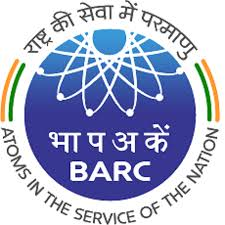 राष्ट्र की सेवा में परमाणु
भा प अ कें
BARC
ATOMS IN THE SERVICE OF THE NATION